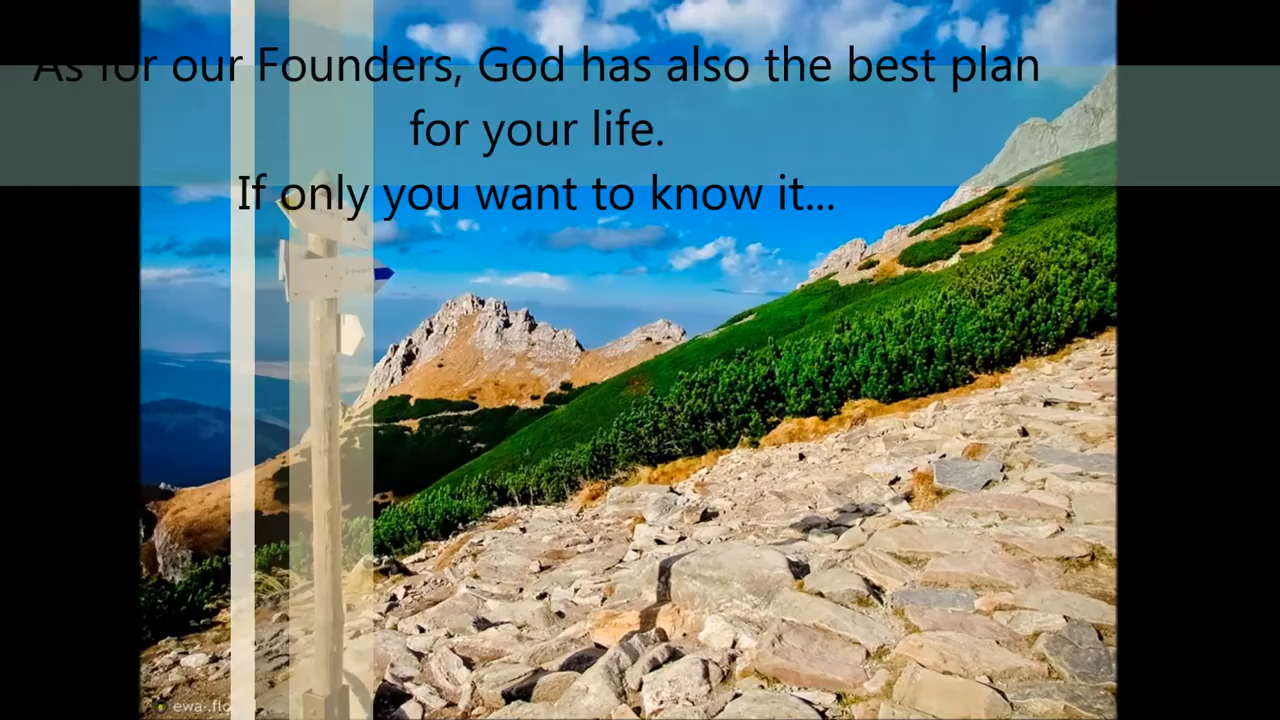 As for our Founders, God has also the best plan
for your life.
If only you want to know it...